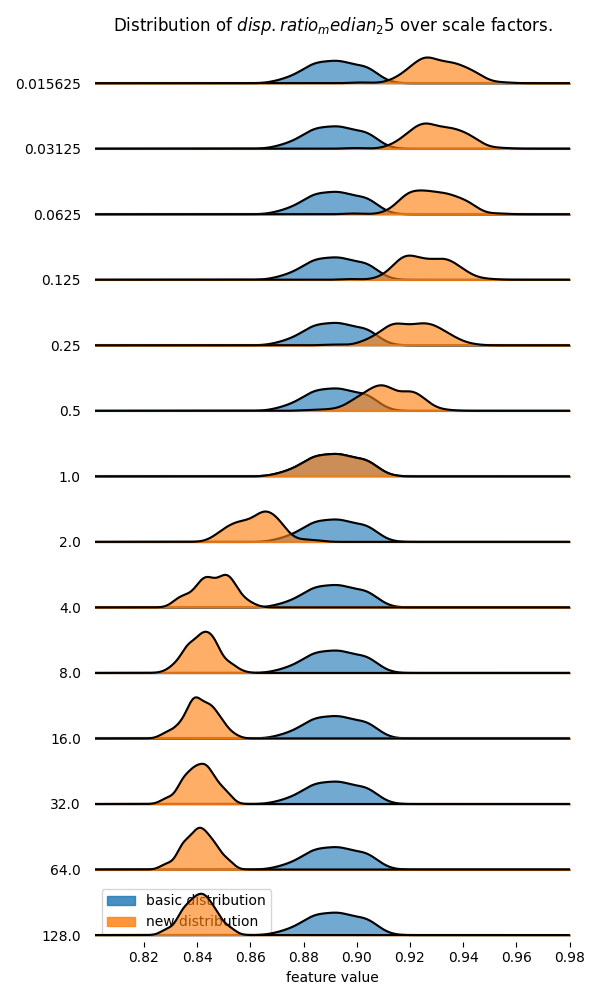 Distribution of disp.ratio_median_25 over scale factors.
0.015625
0.03125
0.0625
0.125
0.25
0.5
1.0
2.0
4.0
8.0
16.0
32.0
64.0
basic distribution
new distribution
128.0
0.82 0.84 0.86 0.88 0.90 0.92 0.94 0.96 0.98
feature value